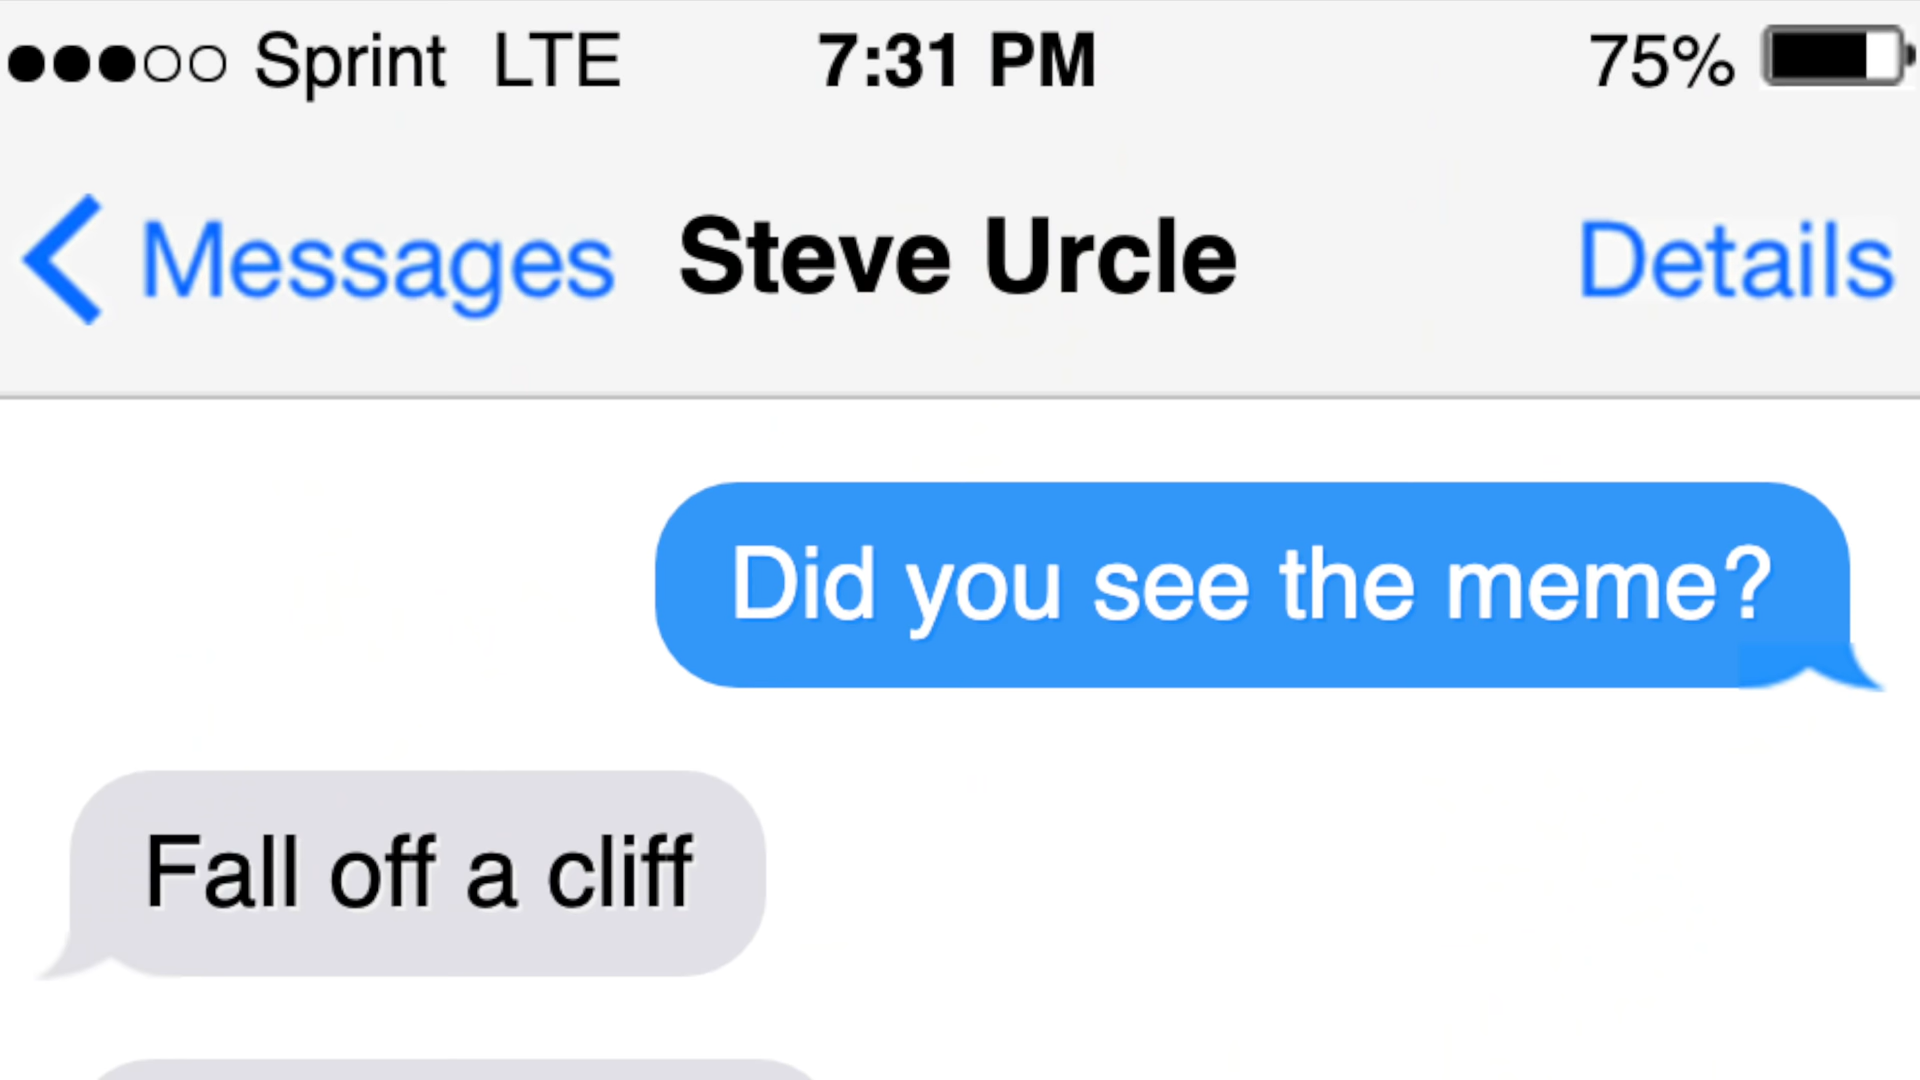 Sprint LTE 7:31 PM 75%
Messages Steve Urcle Details
Did you see the meme?
Fall off a cliff